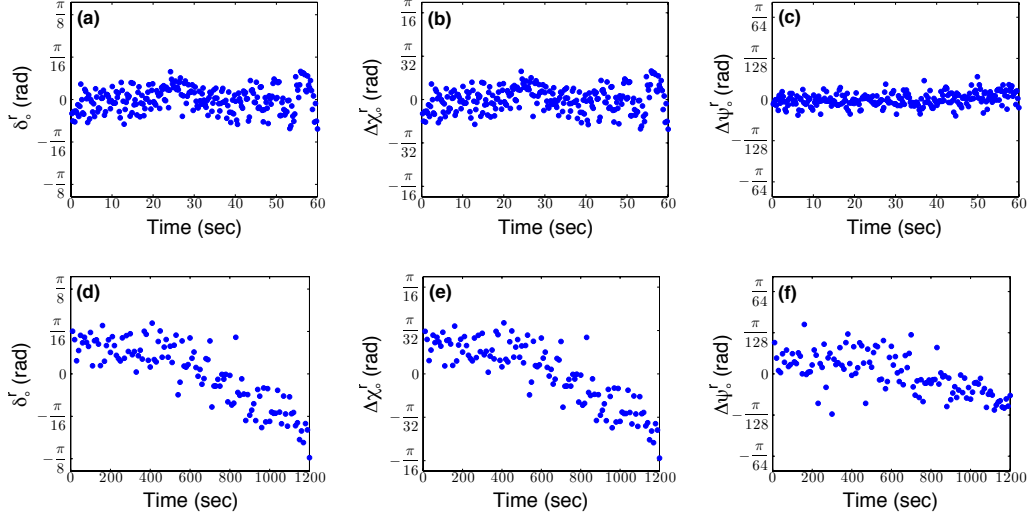 (a)
δ∘ʳ (rad)
π/8
π/16
0
−π/16
−π/8
0 10 20 30 40 50 60
Time (sec)
(b)
Δχ∘ʳ (rad)
π/16
π/32
0
−π/32
−π/16
0 10 20 30 40 50 60
Time (sec)
(c)
Δψ∘ʳ (rad)
π/64
π/128
0
−π/128
−π/64
0 10 20 30 40 50 60
Time (sec)
(d)
δ∘ʳ (rad)
π/8
π/16
0
−π/16
−π/8
0 200 400 600 800 1000 1200
Time (sec)
(e)
Δχ∘ʳ (rad)
π/16
π/32
0
−π/32
−π/16
0 200 400 600 800 1000 1200
Time (sec)
(f)
Δψ∘ʳ (rad)
π/64
π/128
0
−π/128
−π/64
0 200 400 600 800 1000 1200
Time (sec)